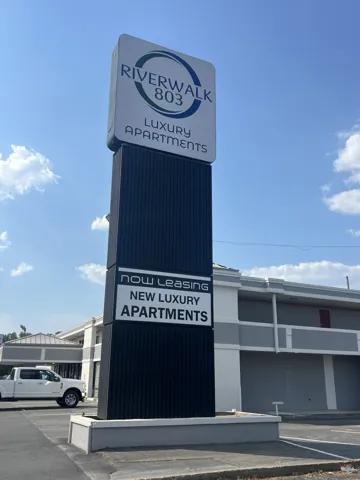 RIVERWALK
803
LUXURY
APARTMENTS
NOW LEASING
NEW LUXURY
APARTMENTS